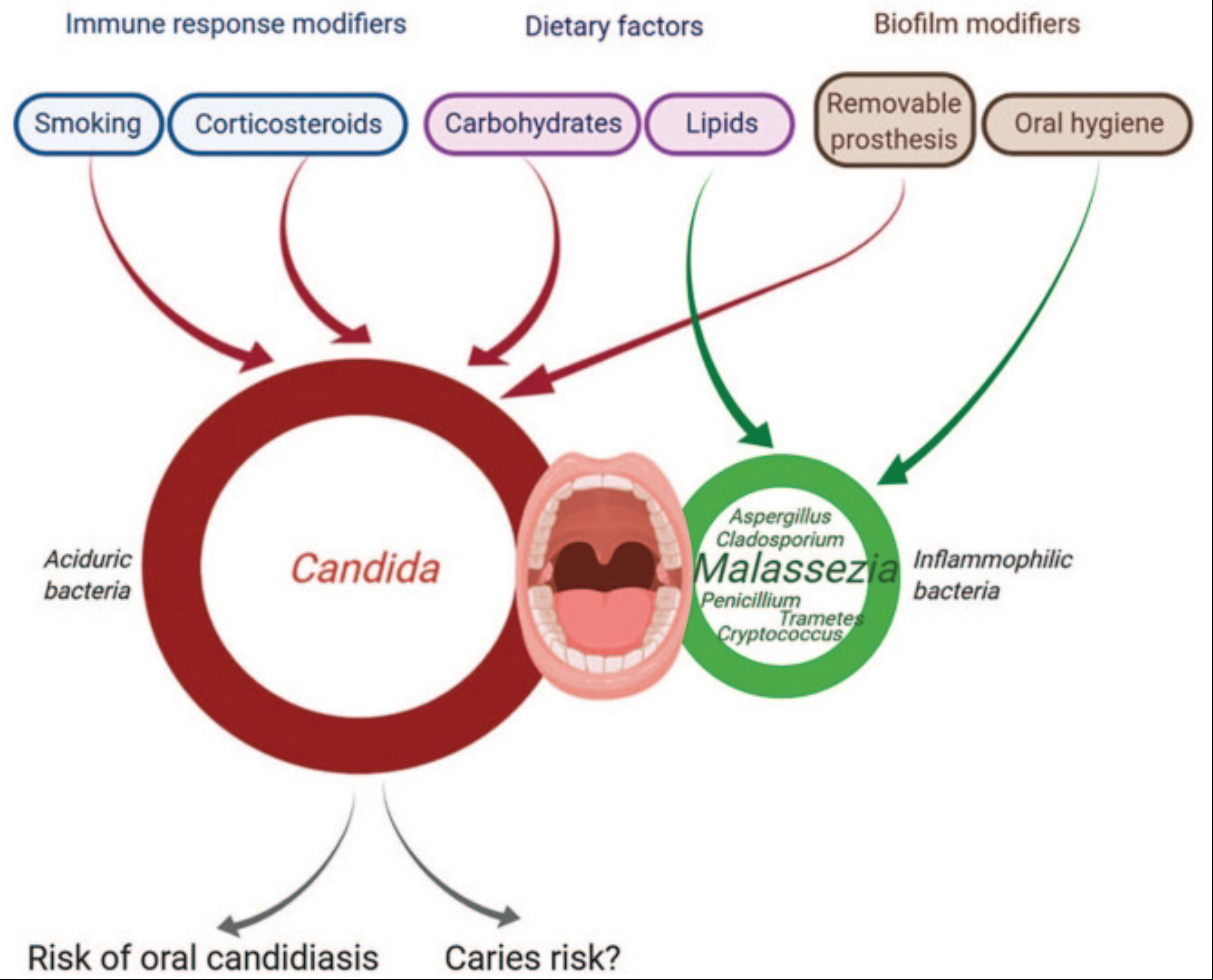 Immune response modifiers
Dietary factors
Biofilm modifiers
Smoking
Corticosteroids
Carbohydrates
Lipids
Removable
prosthesis
Oral hygiene
Aciduric
bacteria
Candida
Aspergillus
Cladosporium
Malassezia
Penicillium
Trametes
Cryptococcus
Inflammophilic
bacteria
Risk of oral candidiasis
Caries risk?